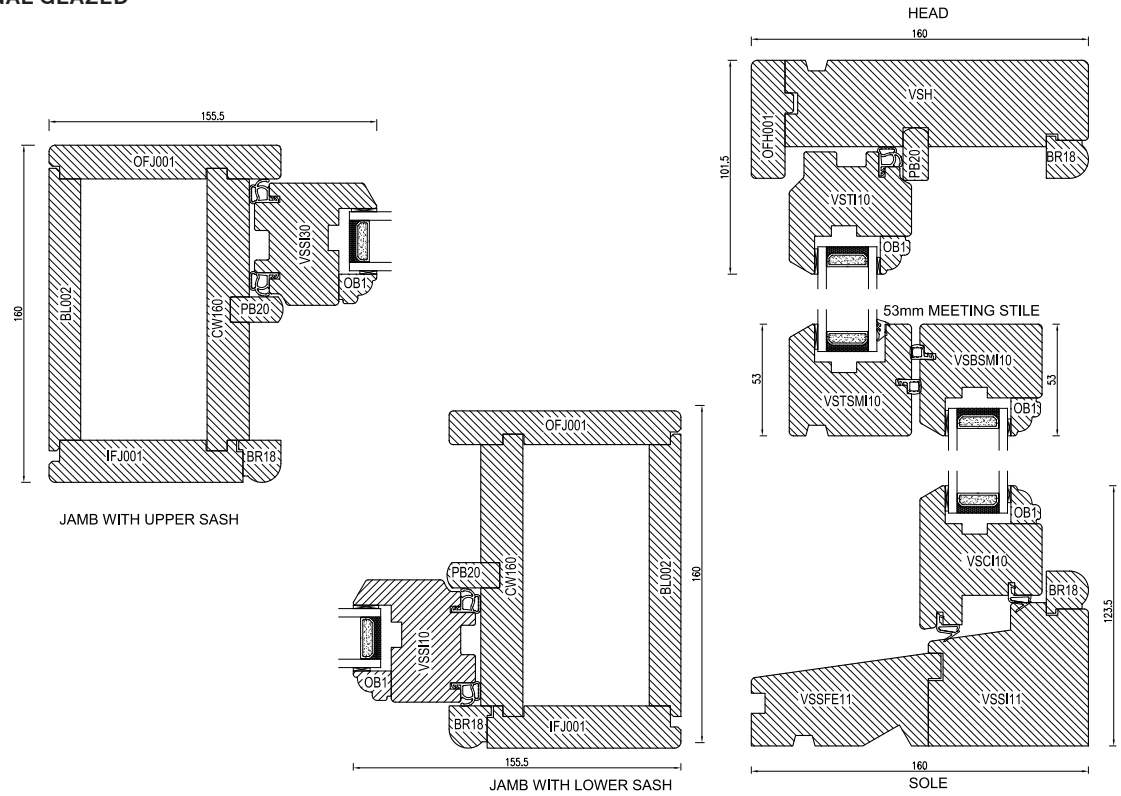 NAL GLAZED
HEAD
160
VSH
OFH001
BR18
PB20
101.5
VSTI10
OB1
155.5
OFJ001
VSSI30
OB1
160
BL002
CW160
PB20
IFJ001
BR18
JAMB WITH UPPER SASH
53mm MEETING STILE
53
VSTSMI10
VSBSMI10
53
OB1
OFJ001
PB20
CW160
BL002
160
VSSI10
OB1
BR18
IFJ001
155.5
JAMB WITH LOWER SASH
OB1
VSCI10
BR18
123.5
VSSFE11
VSSI11
160
SOLE